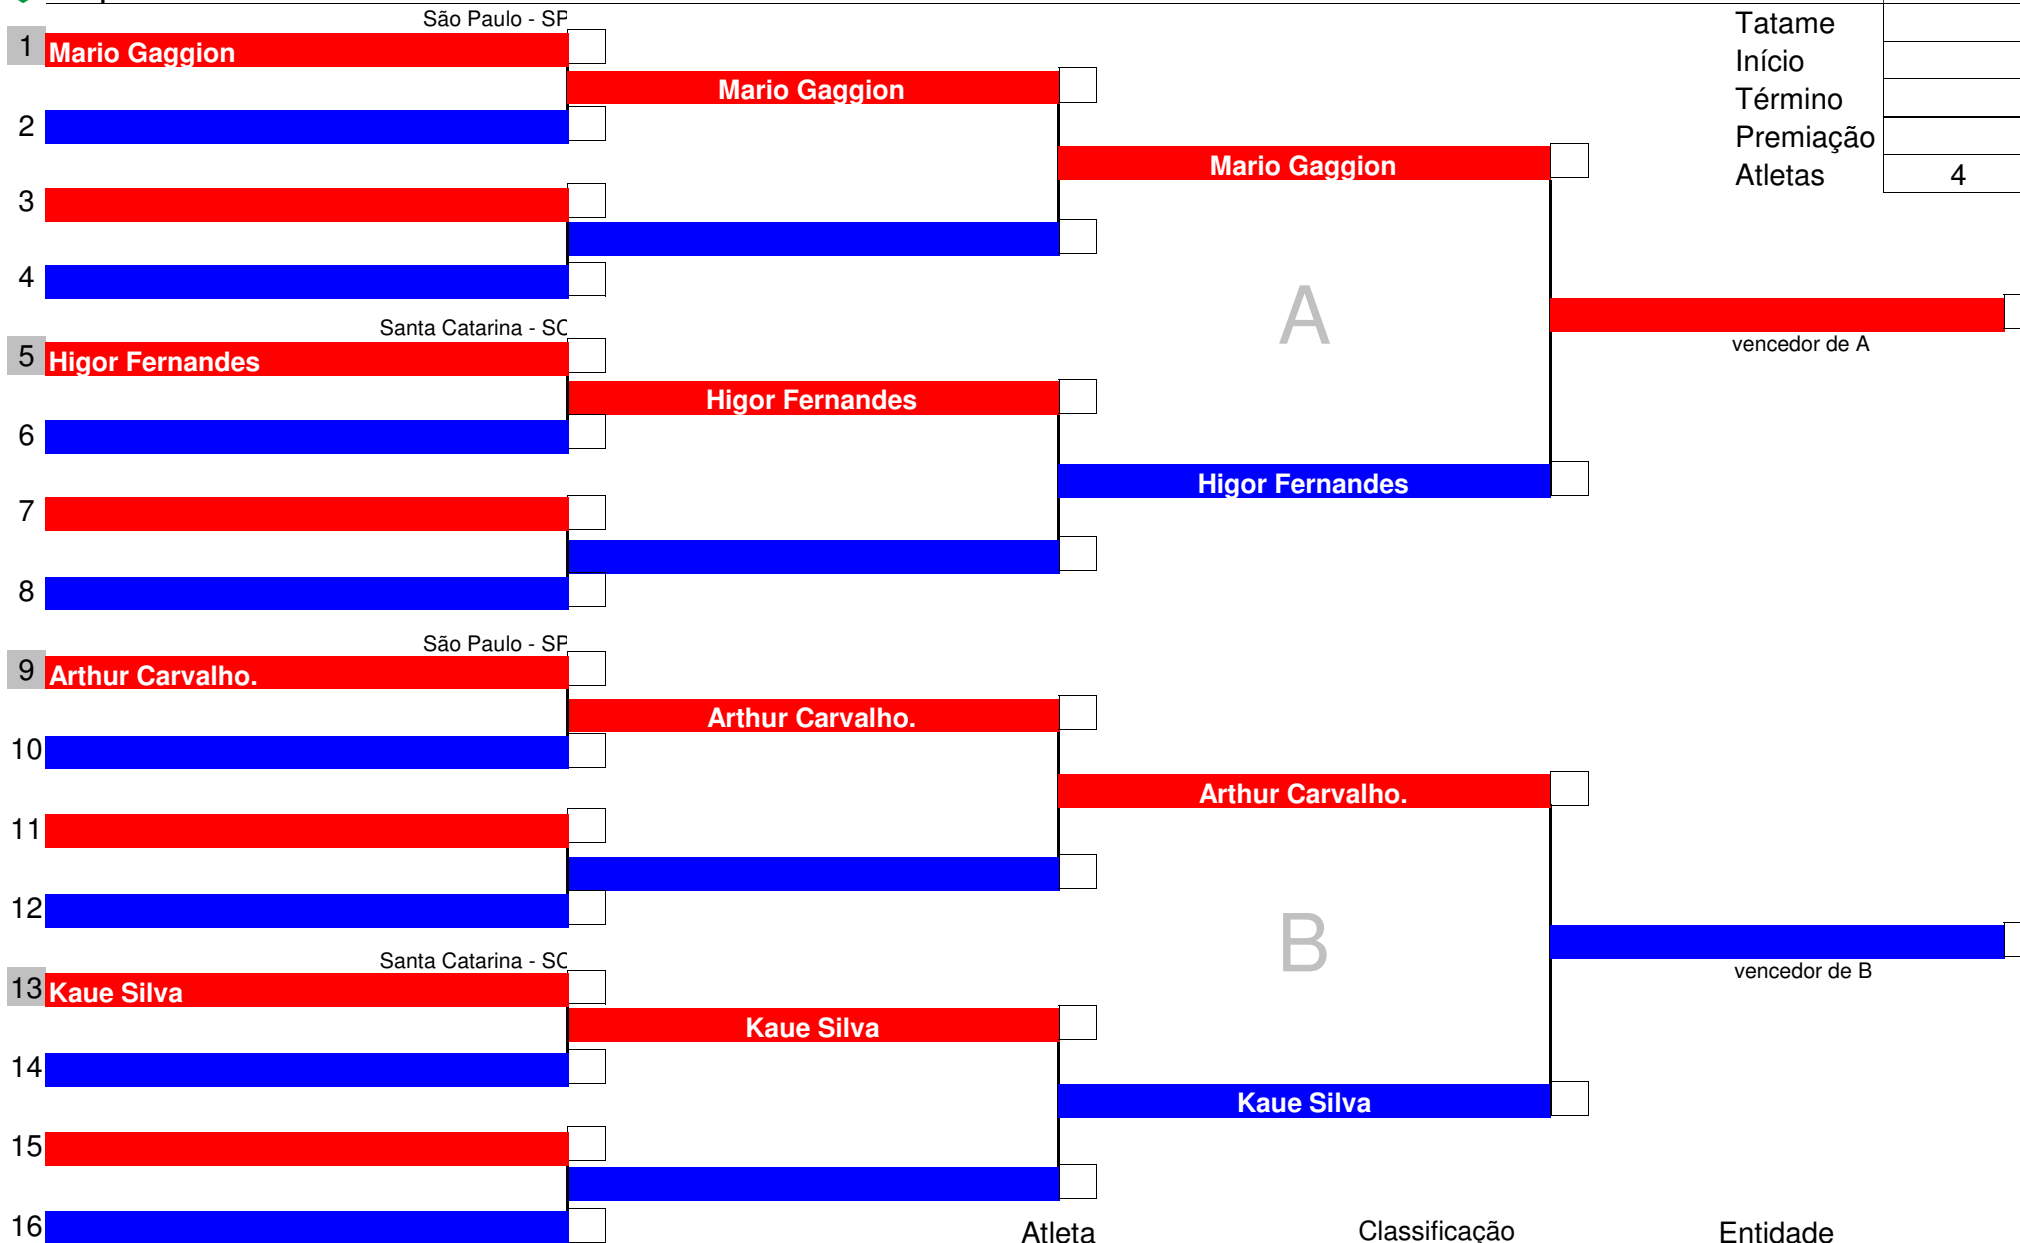 São Paulo - SP
Tatame
1 Mario Gaggion
Início
Mario Gaggion
Término
2
Premiação
Mario Gaggion
Atletas 4
3
4
A
Santa Catarina - SC
vencedor de A
5 Higor Fernandes
Higor Fernandes
6
Higor Fernandes
7
8
São Paulo - SP
9 Arthur Carvalho.
Arthur Carvalho.
10
Arthur Carvalho.
11
12
B
Santa Catarina - SC
vencedor de B
13 Kaue Silva
Kaue Silva
14
Kaue Silva
15
16
Atleta Classificação Entidade